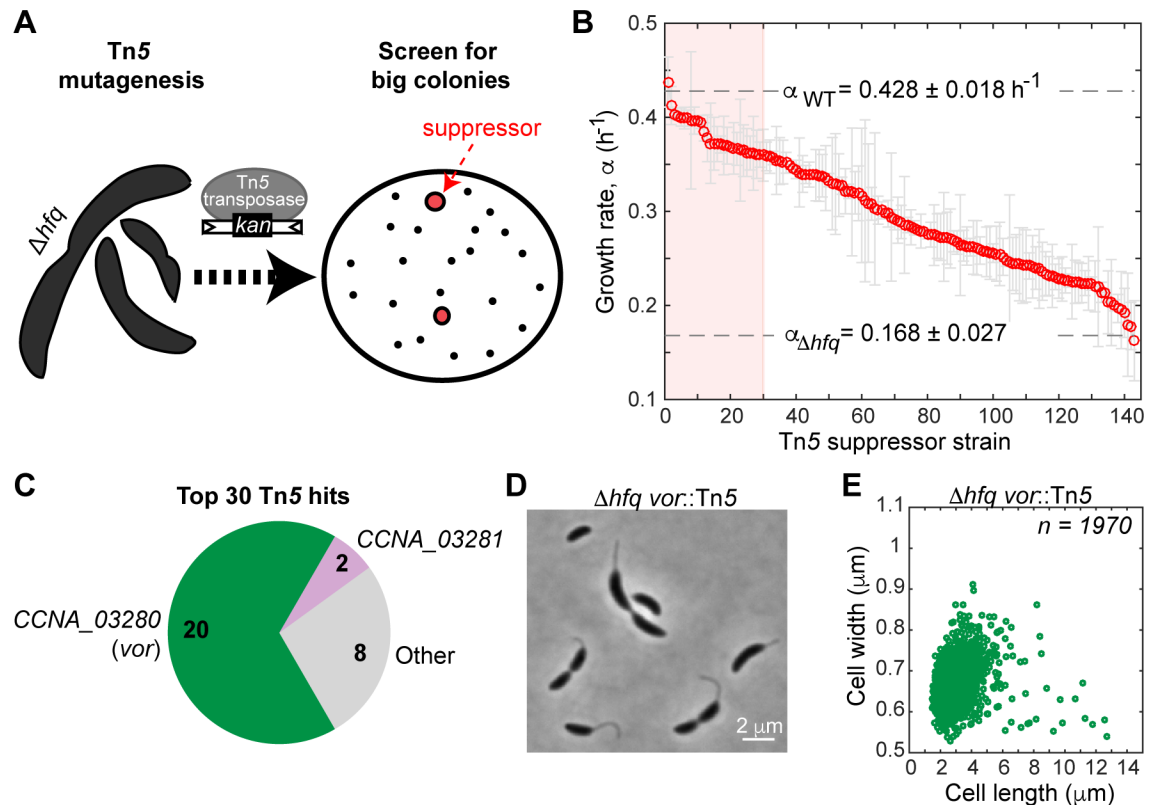 A
Tn5
mutagenesis
Screen for
big colonies
suppressor
Δhfq
Tn5
transposase
kan
B
Growth rate, α (h-1)
0.5
0.4
0.3
0.2
0.1
α WT = 0.428 ± 0.018 h-1
αΔhfq = 0.168 ± 0.027
0 20 40 60 80 100 120 140
Tn5 suppressor strain
C
Top 30 Tn5 hits
CCNA_03281
2
CCNA_03280
(vor)
20
8
Other
D
Δhfq vor::Tn5
2 μm
E
Δhfq vor::Tn5
n = 1970
Cell width (μm)
1.1
1
0.9
0.8
0.7
0.6
0.5
0 2 4 6 8 10 12 14
Cell length (μm)